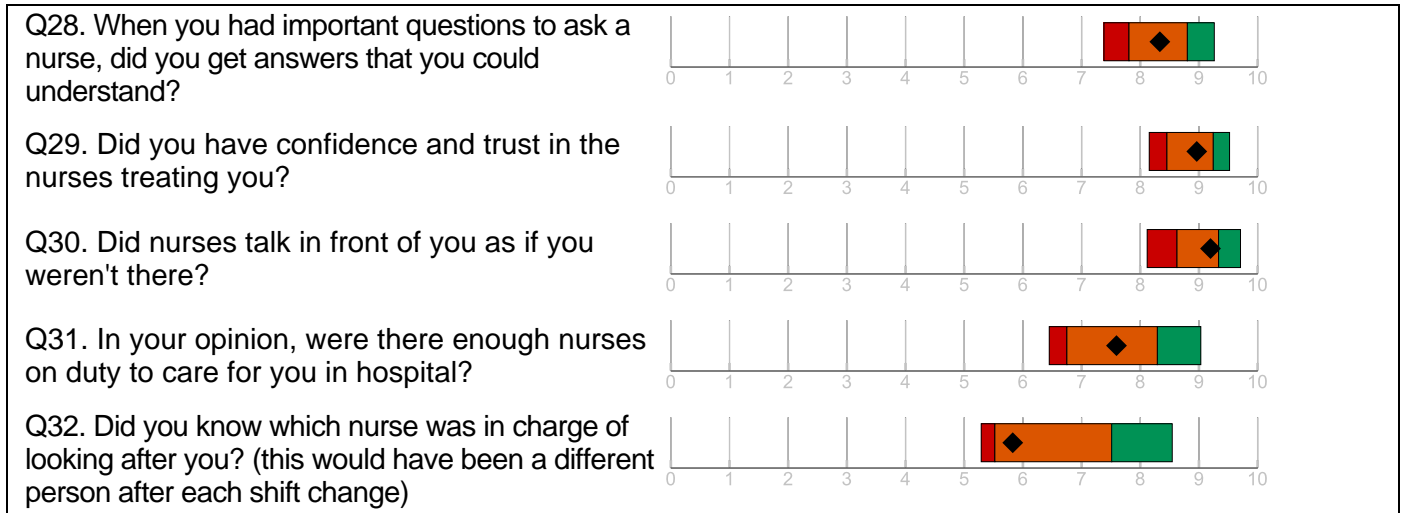 Q28. When you had important questions to ask a
nurse, did you get answers that you could
understand?
0 1 2 3 4 5 6 7 8 9 10
Q29. Did you have confidence and trust in the
nurses treating you?
0 1 2 3 4 5 6 7 8 9 10
Q30. Did nurses talk in front of you as if you
weren't there?
0 1 2 3 4 5 6 7 8 9 10
Q31. In your opinion, were there enough nurses
on duty to care for you in hospital?
0 1 2 3 4 5 6 7 8 9 10
Q32. Did you know which nurse was in charge of
looking after you? (this would have been a different
person after each shift change)
0 1 2 3 4 5 6 7 8 9 10